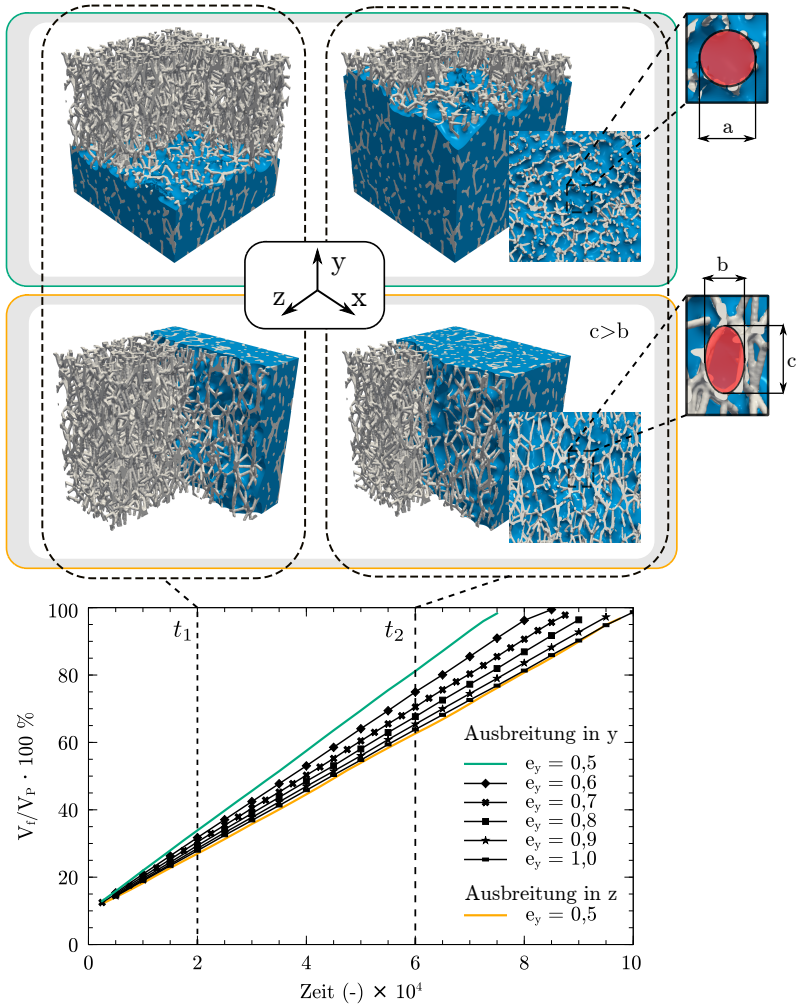 a
y
z
x
c>b
b
c
t₁
t₂
100
80
60
40
20
0
V_f/V_P · 100 %
Ausbreitung in y
e_y = 0,5
e_y = 0,6
e_y = 0,7
e_y = 0,8
e_y = 0,9
e_y = 1,0
Ausbreitung in z
e_y = 0,5
0 2 4 6 8 10
Zeit (-) × 10⁴